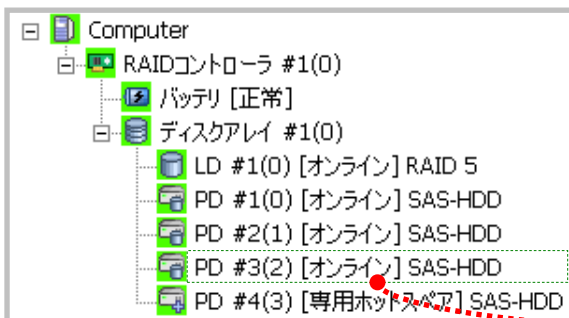 Computer
RAIDコントローラ #1(0)
バッテリ [正常]
ディスクアレイ #1(0)
LD #1(0) [オンライン] RAID 5
PD #1(0) [オンライン] SAS-HDD
PD #2(1) [オンライン] SAS-HDD
PD #3(2) [オンライン] SAS-HDD
PD #4(3) [専用ホットスペア] SAS-HDD